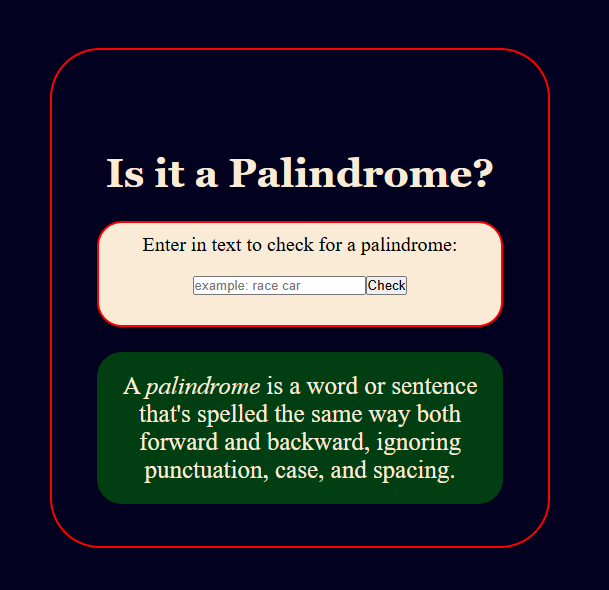 Is it a Palindrome?
Enter in text to check for a palindrome:
example: race car Check
A palindrome is a word or sentence
that's spelled the same way both
forward and backward, ignoring
punctuation, case, and spacing.